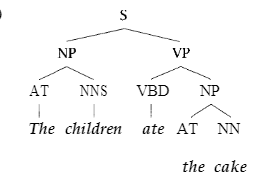 )
S
NP VP
AT NNS VBD NP
The children ate AT NN
the cake